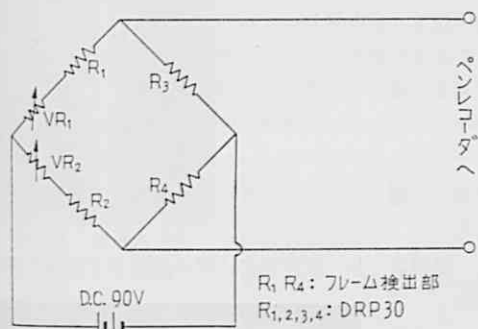 R₁
R₃
VR₁
VR₂
R₂
R₄
ペンレコーダへ
D.C. 90V
R₁ R₄: フレーム検出部
R₁,₂,₃,₄: DRP30